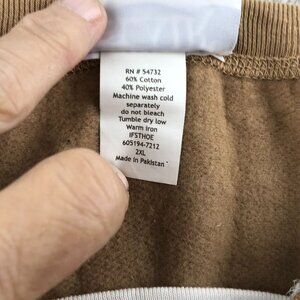 RN # 54732
60% Cotton
40% Polyester
Machine wash cold
separately
do not bleach
Tumble dry low
Warm iron
IFSTHOE
605194-7212
2XL
Made in Pakistan